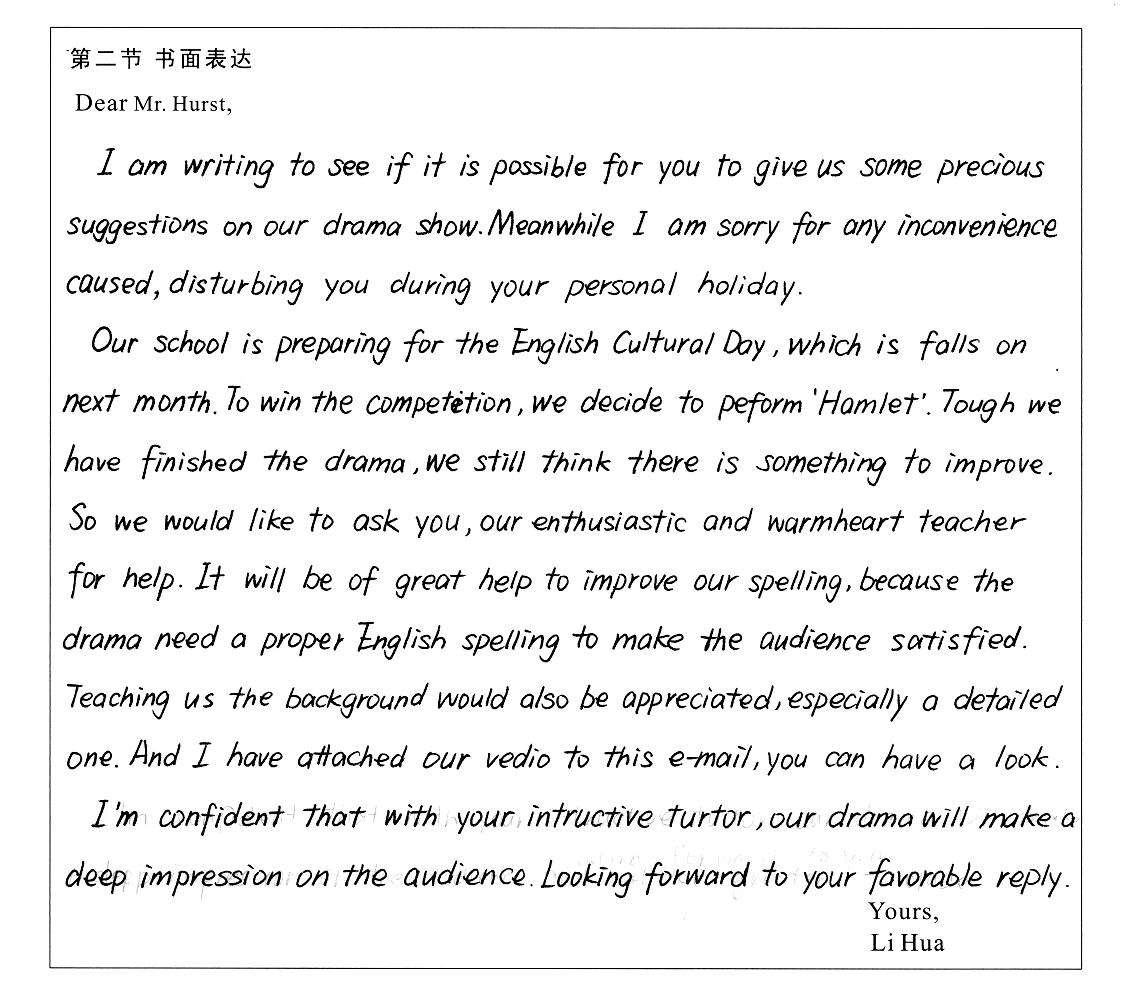 第二节 书面表达
Dear Mr. Hurst,
I am writing to see if it is possible for you to give us some precious
suggestions on our drama show. Meanwhile I am sorry for any inconvenience
caused, disturbing you during your personal holiday.
Our school is preparing for the English Cultural Day, which is falls on
next month. To win the competition, we decide to peform 'Hamlet'. Tough we
have finished the drama, we still think there is something to improve.
So we would like to ask you, our enthusiastic and warmheart teacher
for help. It will be of great help to improve our spelling, because the
drama need a proper English spelling to make the audience satisfied.
Teaching us the background would also be appreciated, especially a detailed
one. And I have attached our vedio to this e-mail, you can have a look.
I'm confident that with your intructive turtor, our drama will make a
deep impression on the audience. Looking forward to your favorable reply.
Yours,
Li Hua